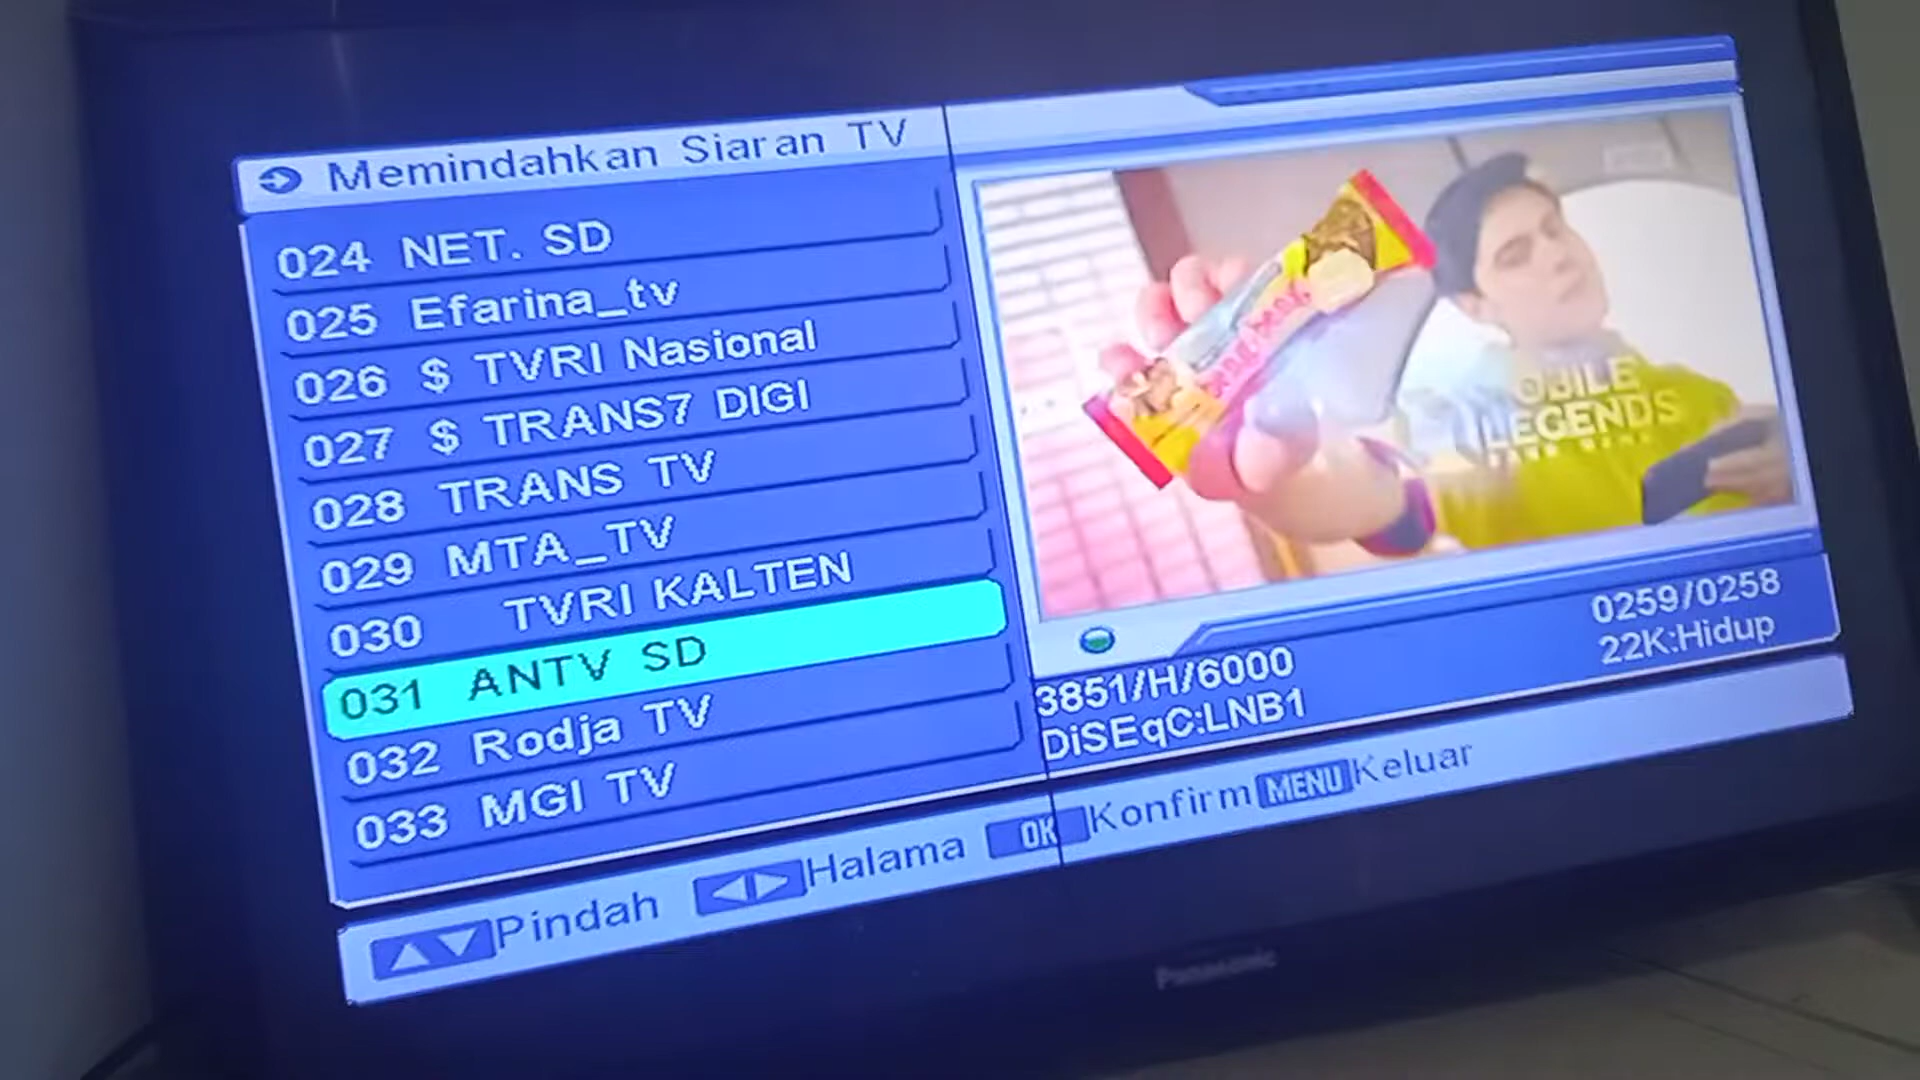 Memindahkan Siaran TV
024 NET. SD
025 Efarina_tv
026 $ TVRI Nasional
027 $ TRANS7 DIGI
028 TRANS TV
029 MTA_TV
030 TVRI KALTEN
031 ANTV SD
032 Rodja TV
033 MGI TV
MOBILE
LEGENDS
0259/0258
3851/H/6000
22K:Hidup
DiSEqC:LNB1
Pindah Halama OK Konfirm MENU Keluar
Panasonic